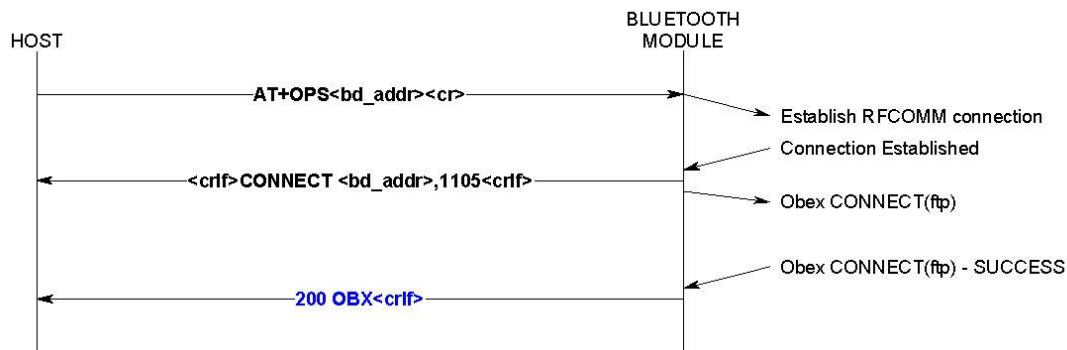 HOST
BLUETOOTH
MODULE
AT+OPS<bd_addr><cr>
Establish RFCOMM connection
Connection Established
<crlf>CONNECT <bd_addr>,1105<crlf>
Obex CONNECT(ftp)
Obex CONNECT(ftp) - SUCCESS
200 OBX<crlf>